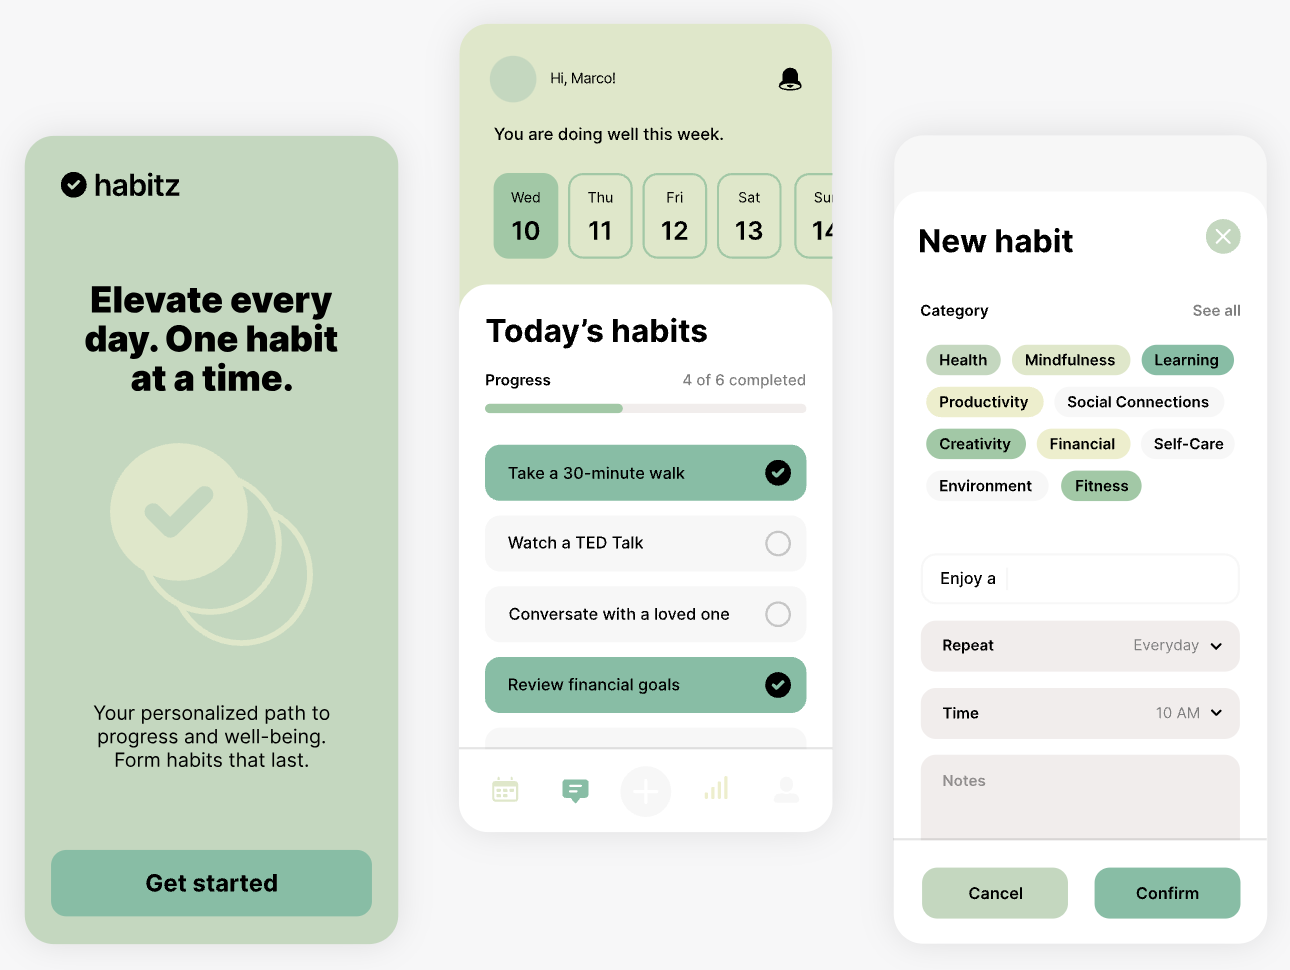 habitz
Elevate every
day. One habit
at a time.
Your personalized path to
progress and well-being.
Form habits that last.
Get started
Hi, Marco!
You are doing well this week.
Wed Thu Fri Sat
10 11 12 13
Today’s habits
Progress 4 of 6 completed
Take a 30-minute walk
Watch a TED Talk
Conversate with a loved one
Review financial goals
New habit
Category See all
Health Mindfulness Learning
Productivity Social Connections
Creativity Financial Self-Care
Environment Fitness
Enjoy a
Repeat Everyday
Time 10 AM
Notes
Cancel Confirm